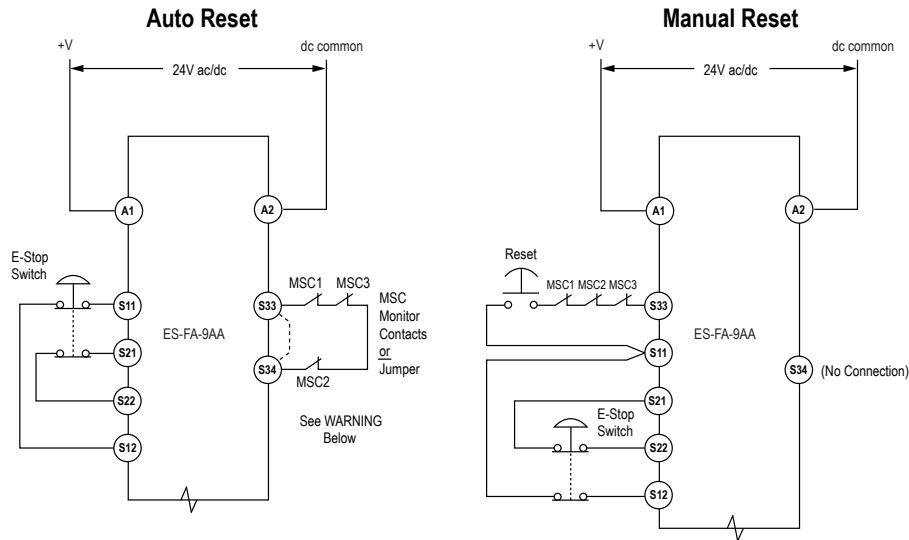 Auto Reset
+V
dc common
24V ac/dc
A1
A2
E-Stop
Switch
S11
S21
S22
S12
ES-FA-9AA
S33
S34
MSC1
MSC3
MSC2
MSC
Monitor
Contacts
or
Jumper
See WARNING
Below
Manual Reset
+V
dc common
24V ac/dc
A1
A2
Reset
MSC1
MSC2
MSC3
S33
S11
S21
S22
S12
ES-FA-9AA
S34
(No Connection)
E-Stop
Switch